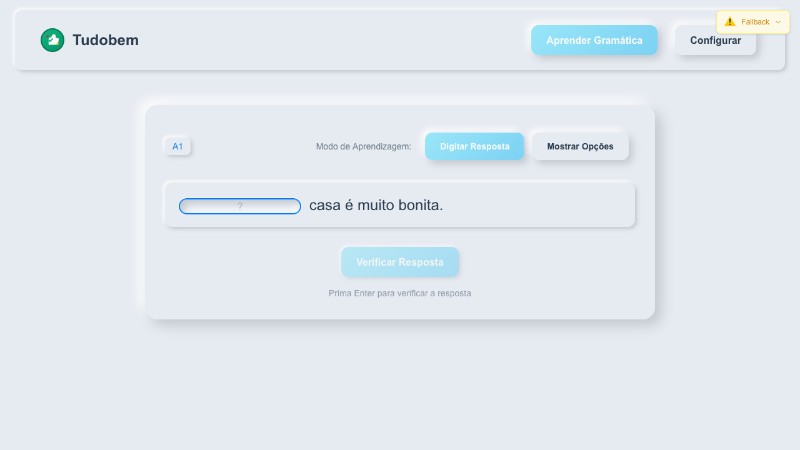 Tudobem
Aprender Gramática
Configurar
Fallback
A1
Modo de Aprendizagem:
Digitar Resposta
Mostrar Opções
? casa é muito bonita.
Verificar Resposta
Prima Enter para verificar a resposta